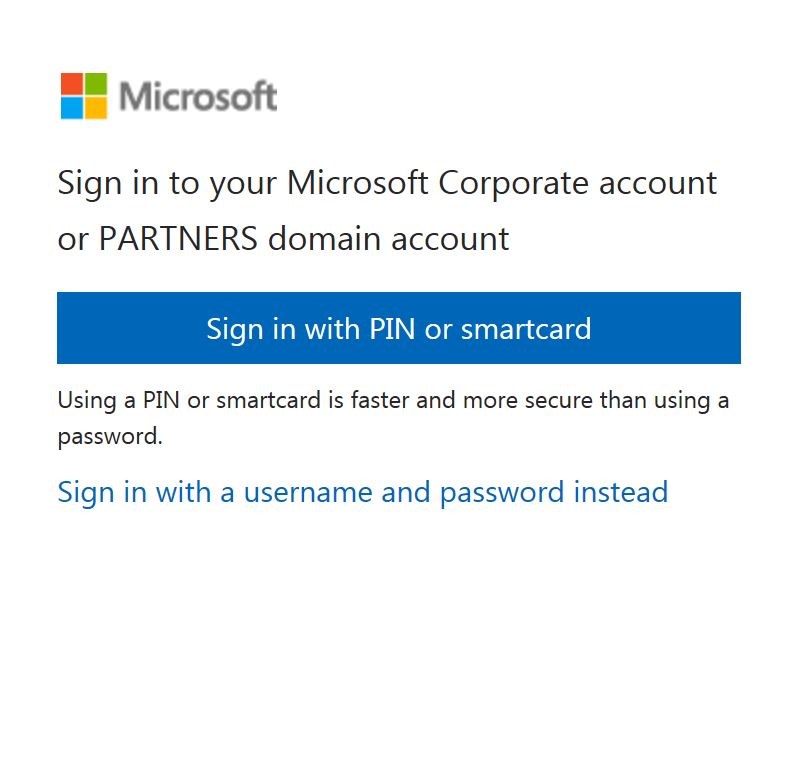 Microsoft
Sign in to your Microsoft Corporate account
or PARTNERS domain account
Sign in with PIN or smartcard
Using a PIN or smartcard is faster and more secure than using a
password.
Sign in with a username and password instead